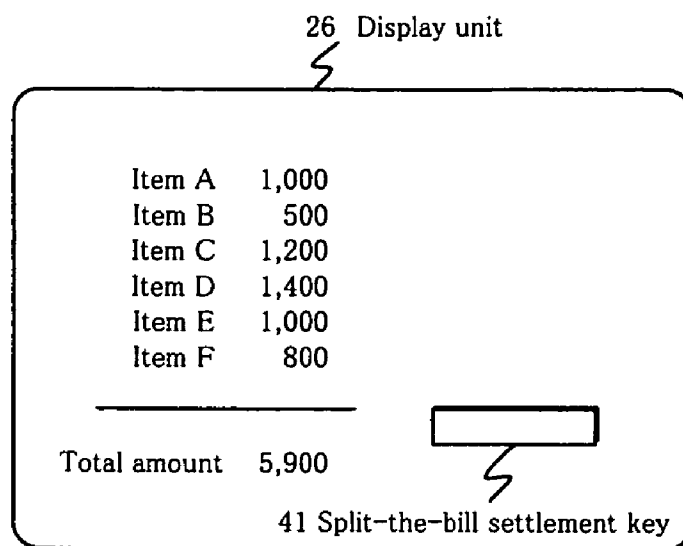 26 Display unit
Item A 1,000
Item B 500
Item C 1,200
Item D 1,400
Item E 1,000
Item F 800
Total amount 5,900
41 Split-the-bill settlement key